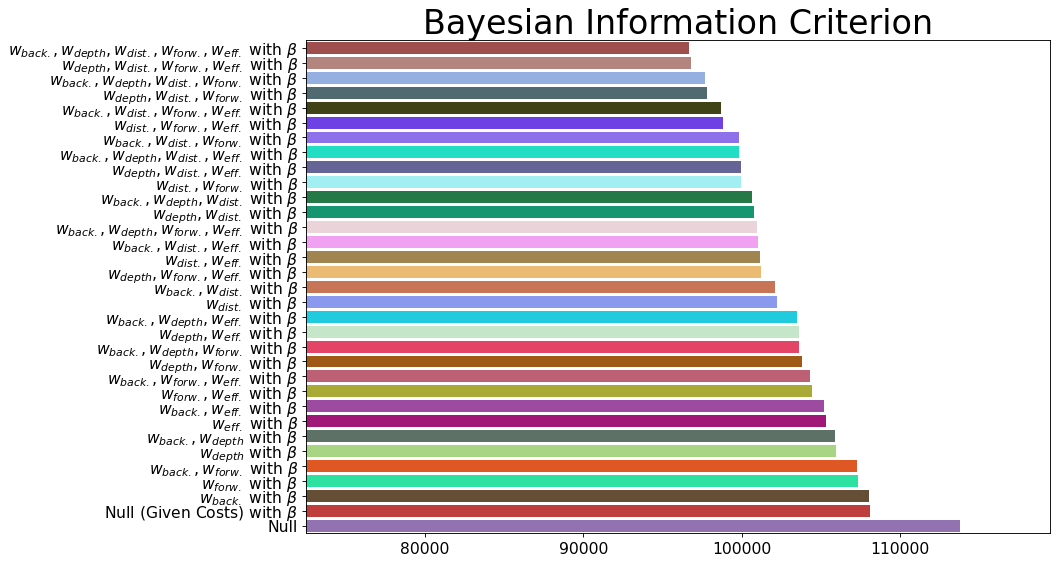 Bayesian Information Criterion
w_back., w_depth, w_dist., w_forw., w_eff. with β
w_depth, w_dist., w_forw., w_eff. with β
w_back., w_depth, w_dist., w_forw. with β
w_depth, w_dist., w_forw. with β
w_back., w_dist., w_forw., w_eff. with β
w_dist., w_forw., w_eff. with β
w_back., w_dist., w_forw. with β
w_back., w_depth, w_dist., w_eff. with β
w_depth, w_dist., w_eff. with β
w_dist., w_forw. with β
w_back., w_depth, w_dist. with β
w_depth, w_dist. with β
w_back., w_depth, w_forw., w_eff. with β
w_back., w_dist., w_eff. with β
w_dist., w_eff. with β
w_depth, w_forw., w_eff. with β
w_back., w_dist. with β
w_dist. with β
w_back., w_depth, w_eff. with β
w_depth, w_eff. with β
w_back., w_depth, w_forw. with β
w_depth, w_forw. with β
w_back., w_forw., w_eff. with β
w_forw., w_eff. with β
w_back., w_eff. with β
w_eff. with β
w_back., w_depth with β
w_depth with β
w_back., w_forw. with β
w_forw. with β
w_back. with β
Null (Given Costs) with β
Null
80000 90000 100000 110000